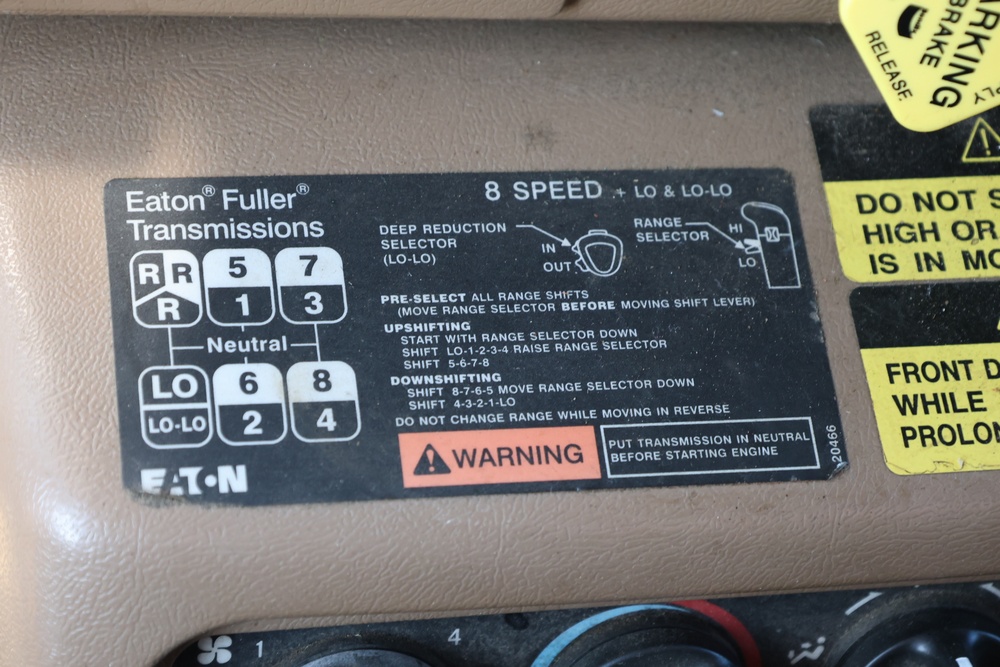 Eaton® Fuller®
Transmissions
8 SPEED + LO & LO-LO
DEEP REDUCTION
SELECTOR
(LO-LO)
IN
OUT
RANGE
SELECTOR
HI
LO
R R
R
5
1
7
3
Neutral
LO
LO-LO
6
2
8
4
PRE-SELECT ALL RANGE SHIFTS
(MOVE RANGE SELECTOR BEFORE MOVING SHIFT LEVER)
UPSHIFTING
START WITH RANGE SELECTOR DOWN
SHIFT LO-1-2-3-4 RAISE RANGE SELECTOR
SHIFT 5-6-7-8
DOWNSHIFTING
SHIFT 8-7-6-5 MOVE RANGE SELECTOR DOWN
SHIFT 4-3-2-1-LO
DO NOT CHANGE RANGE WHILE MOVING IN REVERSE
WARNING
PUT TRANSMISSION IN NEUTRAL
BEFORE STARTING ENGINE
20466
EAT•N
ARKING
BRAKE
RELEASE
PLY
DO NOT S
HIGH OR
IS IN MO
FRONT D
WHILE
PROLON
1
4